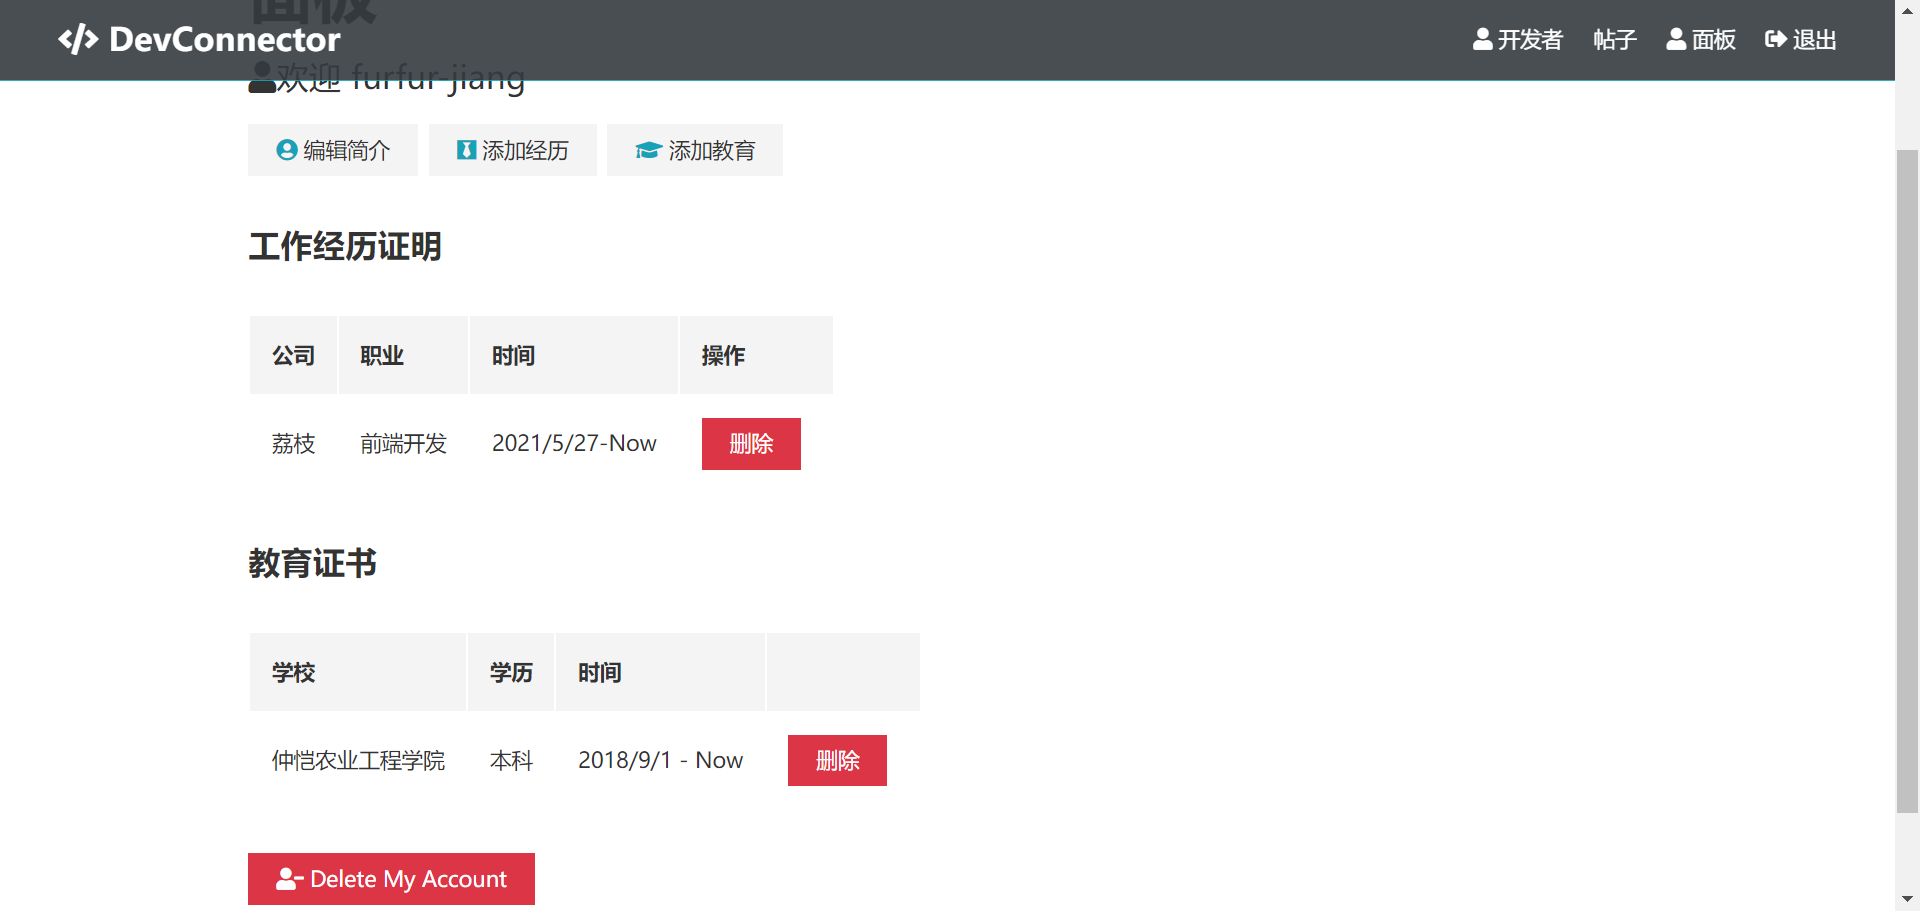 面板
DevConnector
开发者 帖子 面板 退出
欢迎 furfur-jiang
编辑简介 添加经历 添加教育
工作经历证明
公司 职业 时间 操作
荔枝 前端开发 2021/5/27-Now 删除
教育证书
学校 学历 时间
仲恺农业工程学院 本科 2018/9/1 - Now 删除
Delete My Account